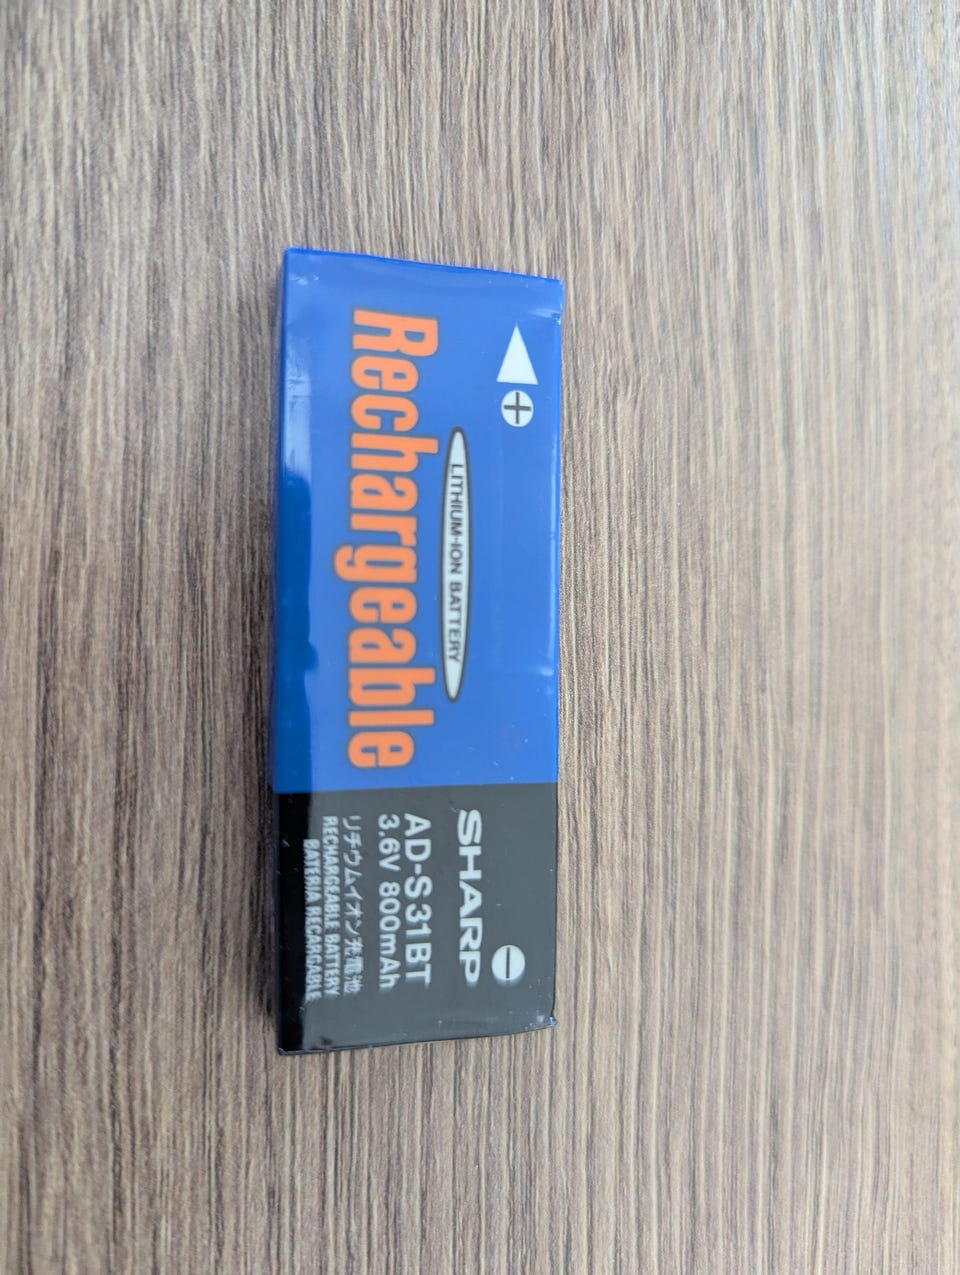 Rechargeable
LITHIUM-ION BATTERY
SHARP
AD-S31BT
3.6V 800mAh
リチウムイオン充電池
RECHARGEABLE BATTERY
BATERIA RECARGABLE